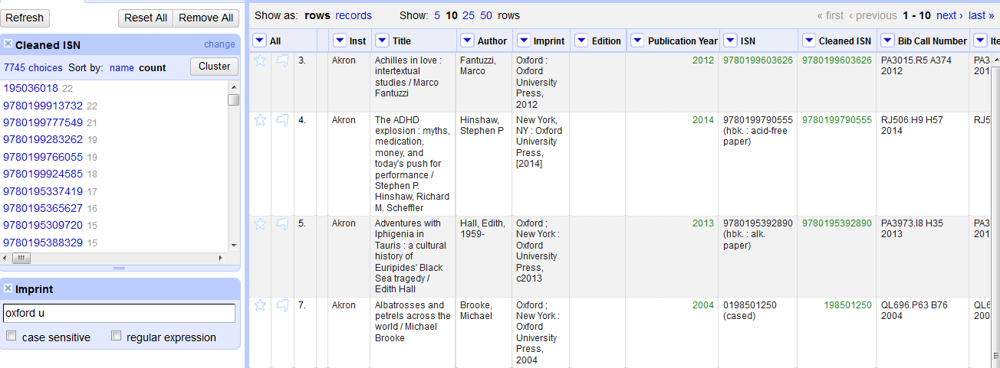 Refresh Reset All Remove All
Cleaned ISN change
7745 choices Sort by: name count Cluster
195036018 22
9780199913732 22
9780199777549 21
9780199283262 19
9780199766055 19
9780199924585 18
9780195337419 17
9780195365627 16
9780195309720 15
9780195388329 15
Imprint
oxford u
case sensitive regular expression
Show as: rows records Show: 5 10 25 50 rows « first ‹ previous 1 - 10 next › last »
All Inst Title Author Imprint Edition Publication Year ISN Cleaned ISN Bib Call Number Ite
3. Akron Achilles in love : Fantuzzi, Oxford : 2012 9780199603626 9780199603626 PA3015.R5 A374 PA3
intertextual Marco Oxford 2012 201
studies / Marco University
Fantuzzi Press,
2012
4. Akron The ADHD Hinshaw, New York, 2014 9780199790555 9780199790555 RJ506.H9 H57 RJ5
explosion : myths, Stephen P NY : Oxford (hbk. : acid-free 2014
medication, University paper)
money, and Press,
today's push for [2014]
performance /
Stephen P.
Hinshaw, Richard
M. Scheffler
5. Akron Adventures with Hall, Edith, Oxford ; 2013 9780195392890 9780195392890 PA3973.I8 H35 PA3
Iphigenia in 1959- New York : (hbk. : alk. 2013 201
Tauris : a cultural Oxford paper)
history of University
Euripides' Black Press,
Sea tragedy / c2013
Edith Hall
7. Akron Albatrosses and Brooke, Oxford ; 2004 0198501250 198501250 QL696.P63 B76 QL6
petrels across the Michael New York : (cased) 2004 200
world / Michael Oxford
Brooke University
Press,
2004